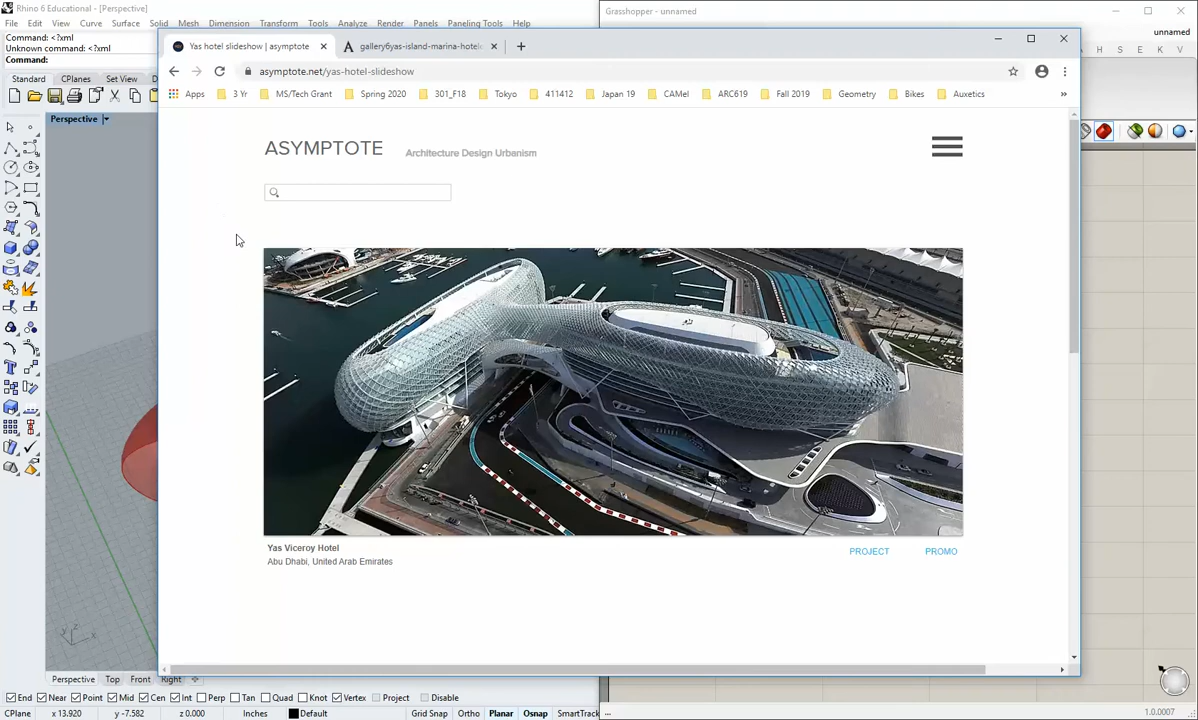 Rhino 6 Educational - [Perspective]
File Edit View Curve Surface Solid Mesh Dimension Transform Tools Analyze Render Panels Paneling Tools Help
Command: <?xml
Unknown command: <?xml
Command:
Standard CPlanes Set View
Perspective
Grasshopper - unnamed
unnamed
A H S E X V
Yas hotel slideshow | asymptote
gallery6yas-island-marina-hotel
asymptote.net/yas-hotel-slideshow
Apps 3 Yr MS/Tech Grant Spring 2020 301_F18 Tokyo 411412 Japan 19 CAMel ARC619 Fall 2019 Geometry Bikes Auxetics »
ASYMPTOTE Architecture Design Urbanism
Yas Viceroy Hotel
Abu Dhabi, United Arab Emirates
PROJECT PROMO
z y x
Perspective Top Front Right
End Near Point Mid Cen Int Perp Tan Quad Knot Vertex Project Disable
CPlane x 13.920 y -7.582 z 0.000 Inches Default Grid Snap Ortho Planar Osnap SmartTrack
... 1.0.0007